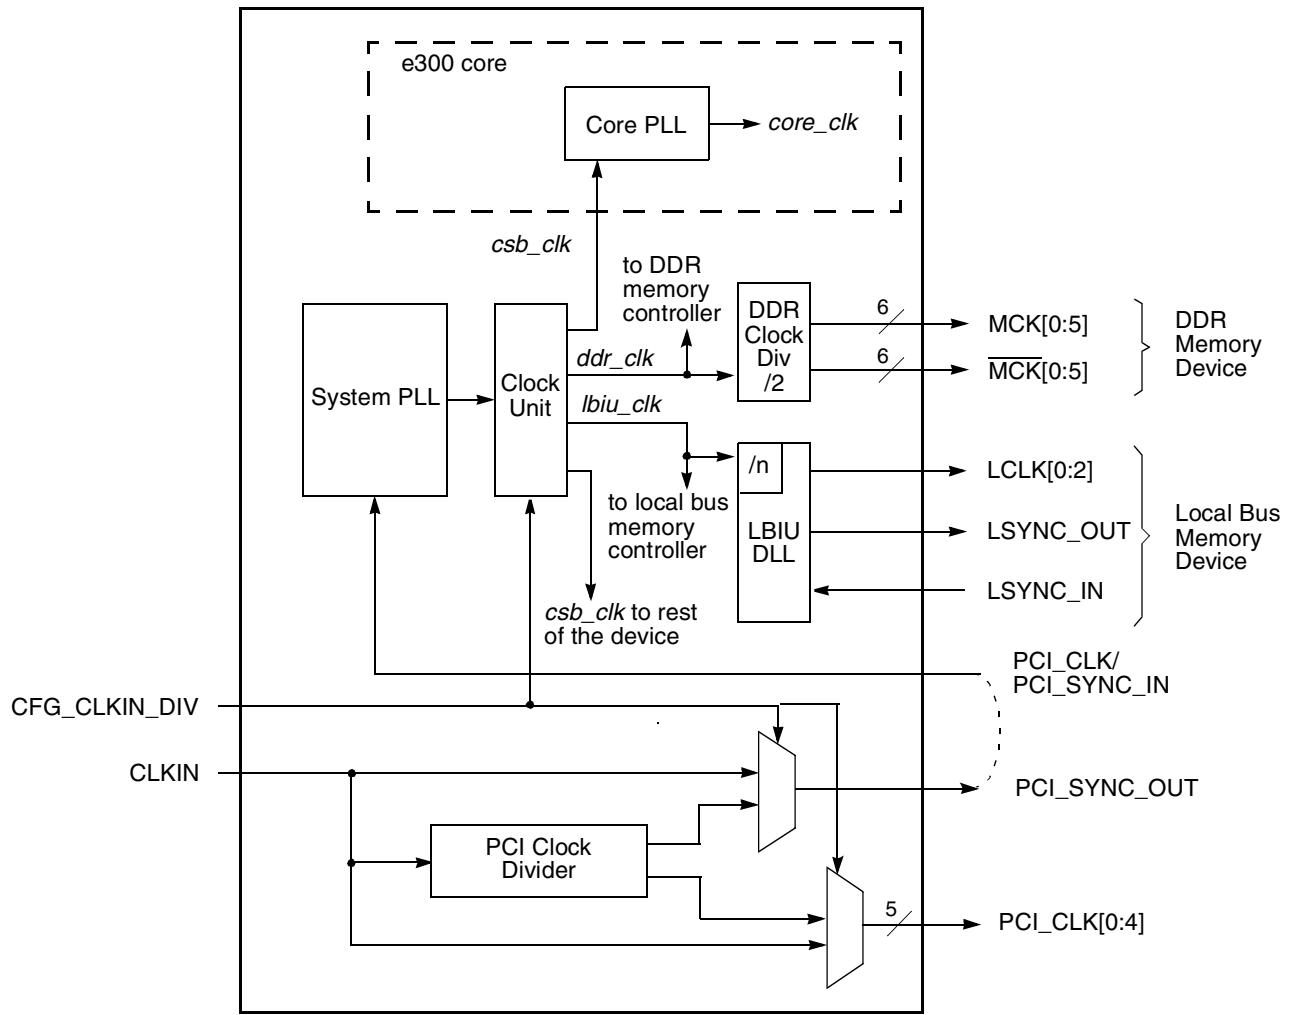 e300 core
Core PLL
core_clk
csb_clk
to DDR
memory
controller
DDR
Clock
Div
/2
6
MCK[0:5]
6
M̅C̅K̅[0:5]
DDR
Memory
Device
System PLL
Clock
Unit
ddr_clk
lbiu_clk
/n
LBIU
DLL
to local bus
memory
controller
LCLK[0:2]
LSYNC_OUT
LSYNC_IN
Local Bus
Memory
Device
csb_clk to rest
of the device
PCI_CLK/
PCI_SYNC_IN
CFG_CLKIN_DIV
CLKIN
PCI_SYNC_OUT
PCI Clock
Divider
5
PCI_CLK[0:4]